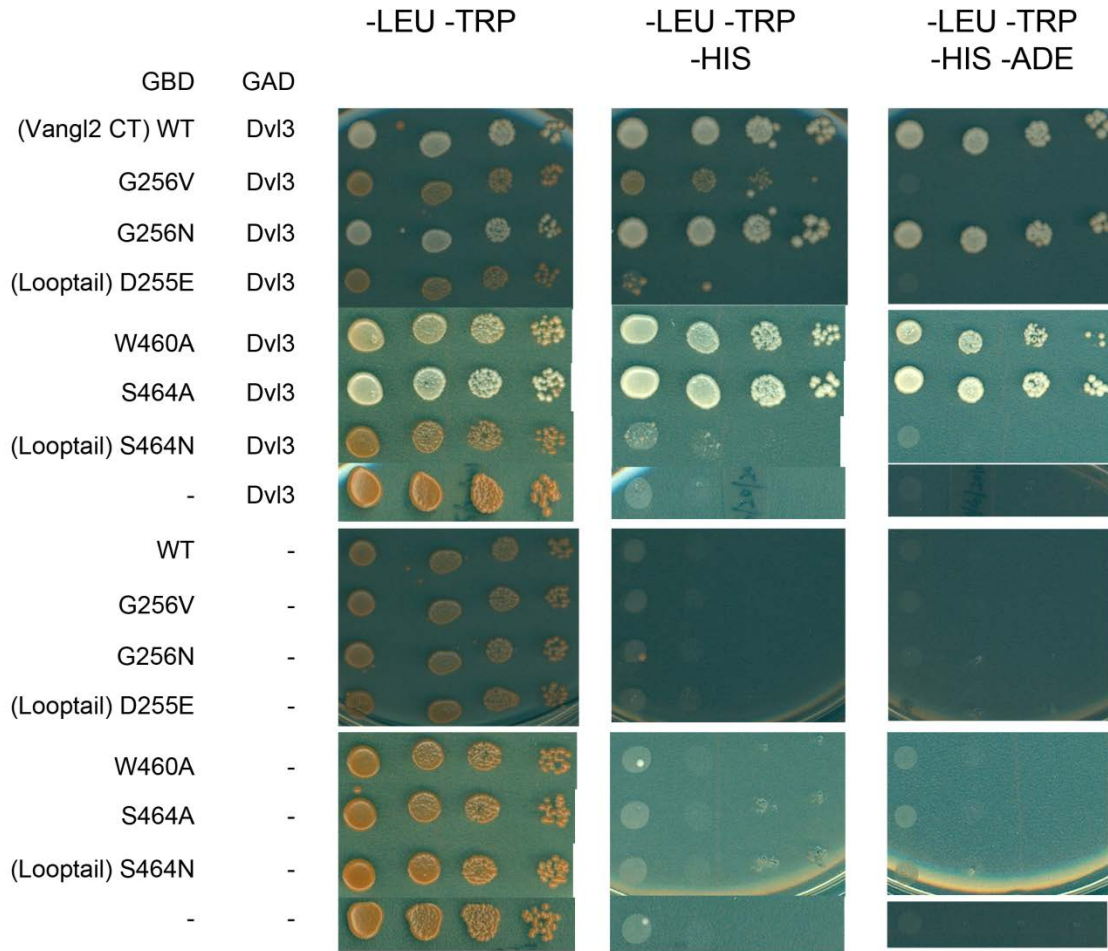 -LEU -TRP
-LEU -TRP
-HIS
-LEU -TRP
-HIS -ADE
GBD GAD
(Vangl2 CT) WT Dvl3
G256V Dvl3
G256N Dvl3
(Looptail) D255E Dvl3
W460A Dvl3
S464A Dvl3
(Looptail) S464N Dvl3
- Dvl3
WT -
G256V -
G256N -
(Looptail) D255E -
W460A -
S464A -
(Looptail) S464N -
- -